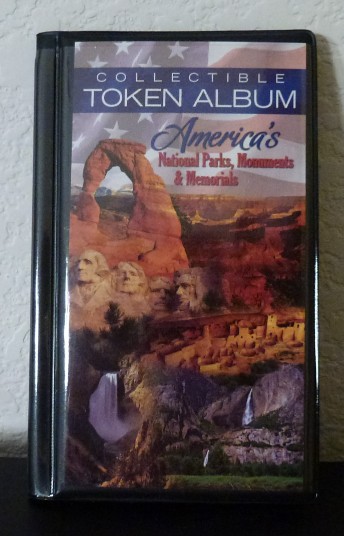 COLLECTIBLE
TOKEN ALBUM
America's
National Parks, Monuments
& Memorials